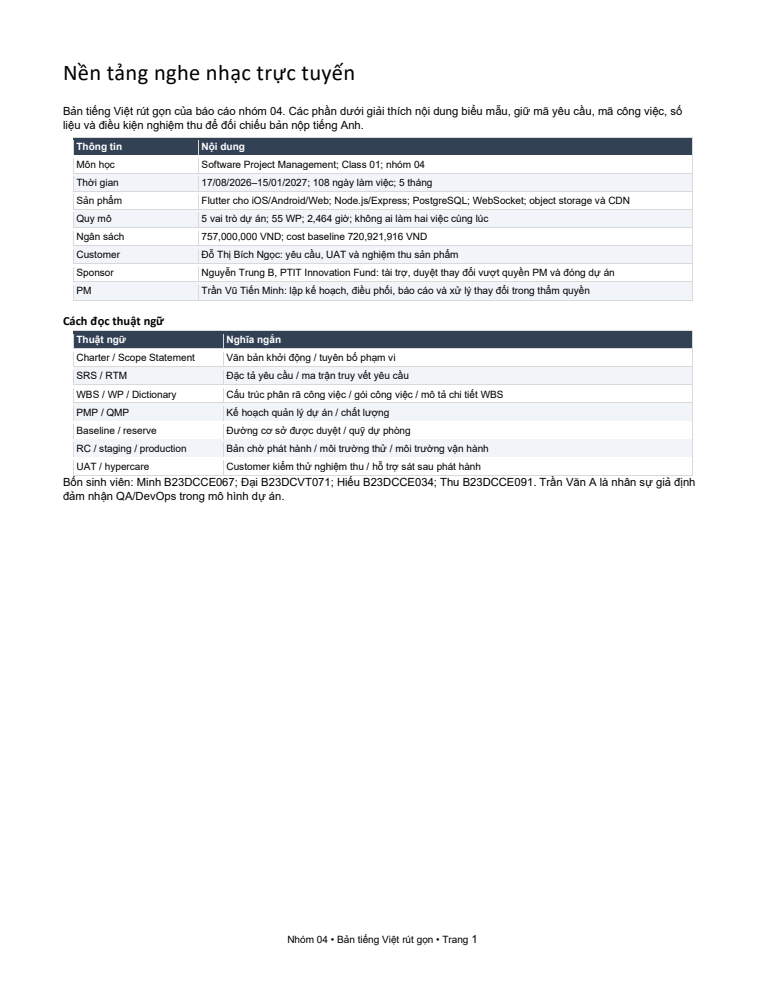 Nền tảng nghe nhạc trực tuyến
Bản tiếng Việt rút gọn của báo cáo nhóm 04. Các phần dưới giải thích nội dung biểu mẫu, giữ mã yêu cầu, mã công việc, số
liệu và điều kiện nghiệm thu để đối chiếu bản nộp tiếng Anh.
Thông tin Nội dung
Môn học Software Project Management; Class 01; nhóm 04
Thời gian 17/08/2026–15/01/2027; 108 ngày làm việc; 5 tháng
Sản phẩm Flutter cho iOS/Android/Web; Node.js/Express; PostgreSQL; WebSocket; object storage và CDN
Quy mô 5 vai trò dự án; 55 WP; 2,464 giờ; không ai làm hai việc cùng lúc
Ngân sách 757,000,000 VND; cost baseline 720,921,916 VND
Customer Đỗ Thị Bích Ngọc: yêu cầu, UAT và nghiệm thu sản phẩm
Sponsor Nguyễn Trung B, PTIT Innovation Fund: tài trợ, duyệt thay đổi vượt quyền PM và đóng dự án
PM Trần Vũ Tiến Minh: lập kế hoạch, điều phối, báo cáo và xử lý thay đổi trong thẩm quyền
Cách đọc thuật ngữ
Thuật ngữ Nghĩa ngắn
Charter / Scope Statement Văn bản khởi động / tuyên bố phạm vi
SRS / RTM Đặc tả yêu cầu / ma trận truy vết yêu cầu
WBS / WP / Dictionary Cấu trúc phân rã công việc / gói công việc / mô tả chi tiết WBS
PMP / QMP Kế hoạch quản lý dự án / chất lượng
Baseline / reserve Đường cơ sở được duyệt / quỹ dự phòng
RC / staging / production Bản chờ phát hành / môi trường thử / môi trường vận hành
UAT / hypercare Customer kiểm thử nghiệm thu / hỗ trợ sát sau phát hành
Bốn sinh viên: Minh B23DCCE067; Đại B23DCVT071; Hiếu B23DCCE034; Thu B23DCCE091. Trần Văn A là nhân sự giả định
đảm nhận QA/DevOps trong mô hình dự án.
Nhóm 04 • Bản tiếng Việt rút gọn • Trang 1